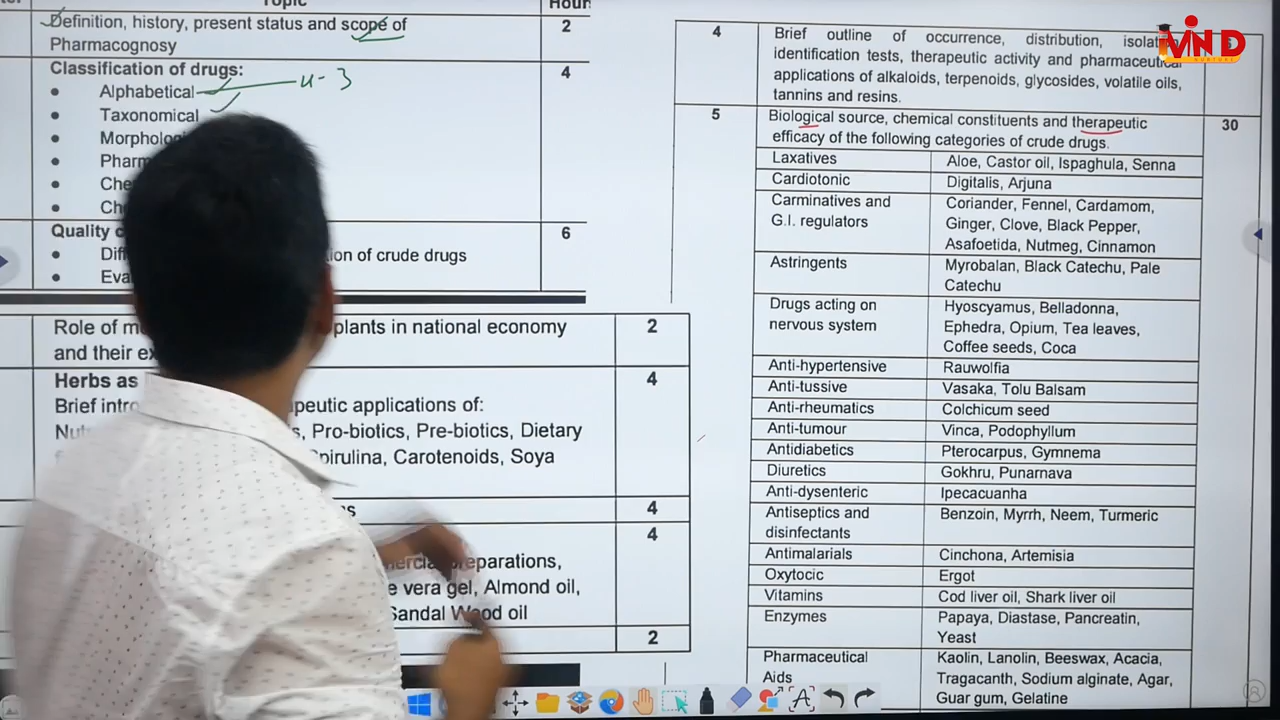 Topic
Hour
Definition, history, present status and scope of
Pharmacognosy
2
Classification of drugs:
4
● Alphabetical
4-3
● Taxonomical
●
●
●
●
Quality
6
● ion of crude drugs
●
Role of plants in national economy
and their
2
Herbs as
4
Brief peutic applications of:
Pro-biotics, Pre-biotics, Dietary
Spirulina, Carotenoids, Soya
4
4
preparations,
vera gel, Almond oil,
Sandal Wood oil
2
4
Brief outline of occurrence, distribution,
identification tests, therapeutic activity and pharmaceutical
applications of alkaloids, terpenoids, glycosides, volatile oils,
tannins and resins.
5
Biological source, chemical constituents and therapeutic
efficacy of the following categories of crude drugs.
30
Laxatives Aloe, Castor oil, Ispaghula, Senna
Cardiotonic Digitalis, Arjuna
Carminatives and Coriander, Fennel, Cardamom,
G.I. regulators Ginger, Clove, Black Pepper,
Asafoetida, Nutmeg, Cinnamon
Astringents Myrobalan, Black Catechu, Pale
Catechu
Drugs acting on Hyoscyamus, Belladonna,
nervous system Ephedra, Opium, Tea leaves,
Coffee seeds, Coca
Anti-hypertensive Rauwolfia
Anti-tussive Vasaka, Tolu Balsam
Anti-rheumatics Colchicum seed
Anti-tumour Vinca, Podophyllum
Antidiabetics Pterocarpus, Gymnema
Diuretics Gokhru, Punarnava
Anti-dysenteric Ipecacuanha
Antiseptics and Benzoin, Myrrh, Neem, Turmeric
disinfectants
Antimalarials Cinchona, Artemisia
Oxytocic Ergot
Vitamins Cod liver oil, Shark liver oil
Enzymes Papaya, Diastase, Pancreatin,
Yeast
Pharmaceutical Kaolin, Lanolin, Beeswax, Acacia,
Aids Tragacanth, Sodium alginate, Agar,
Guar gum, Gelatine
VND